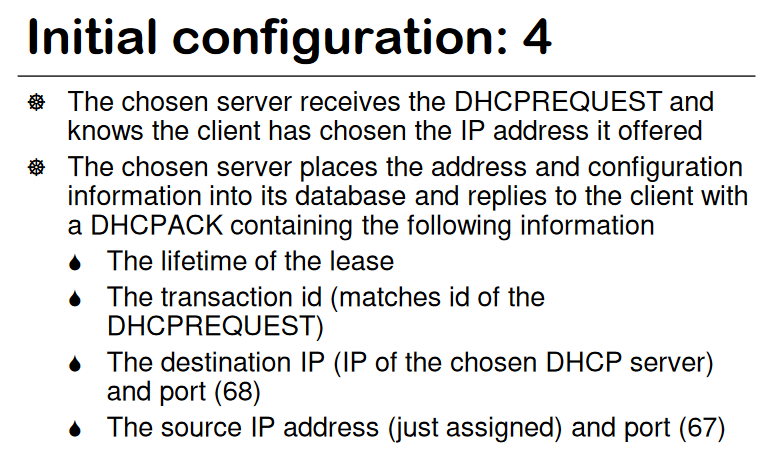 Initial configuration: 4
The chosen server receives the DHCPREQUEST and
knows the client has chosen the IP address it offered
The chosen server places the address and configuration
information into its database and replies to the client with
a DHCPACK containing the following information
The lifetime of the lease
The transaction id (matches id of the
DHCPREQUEST)
The destination IP (IP of the chosen DHCP server)
and port (68)
The source IP address (just assigned) and port (67)